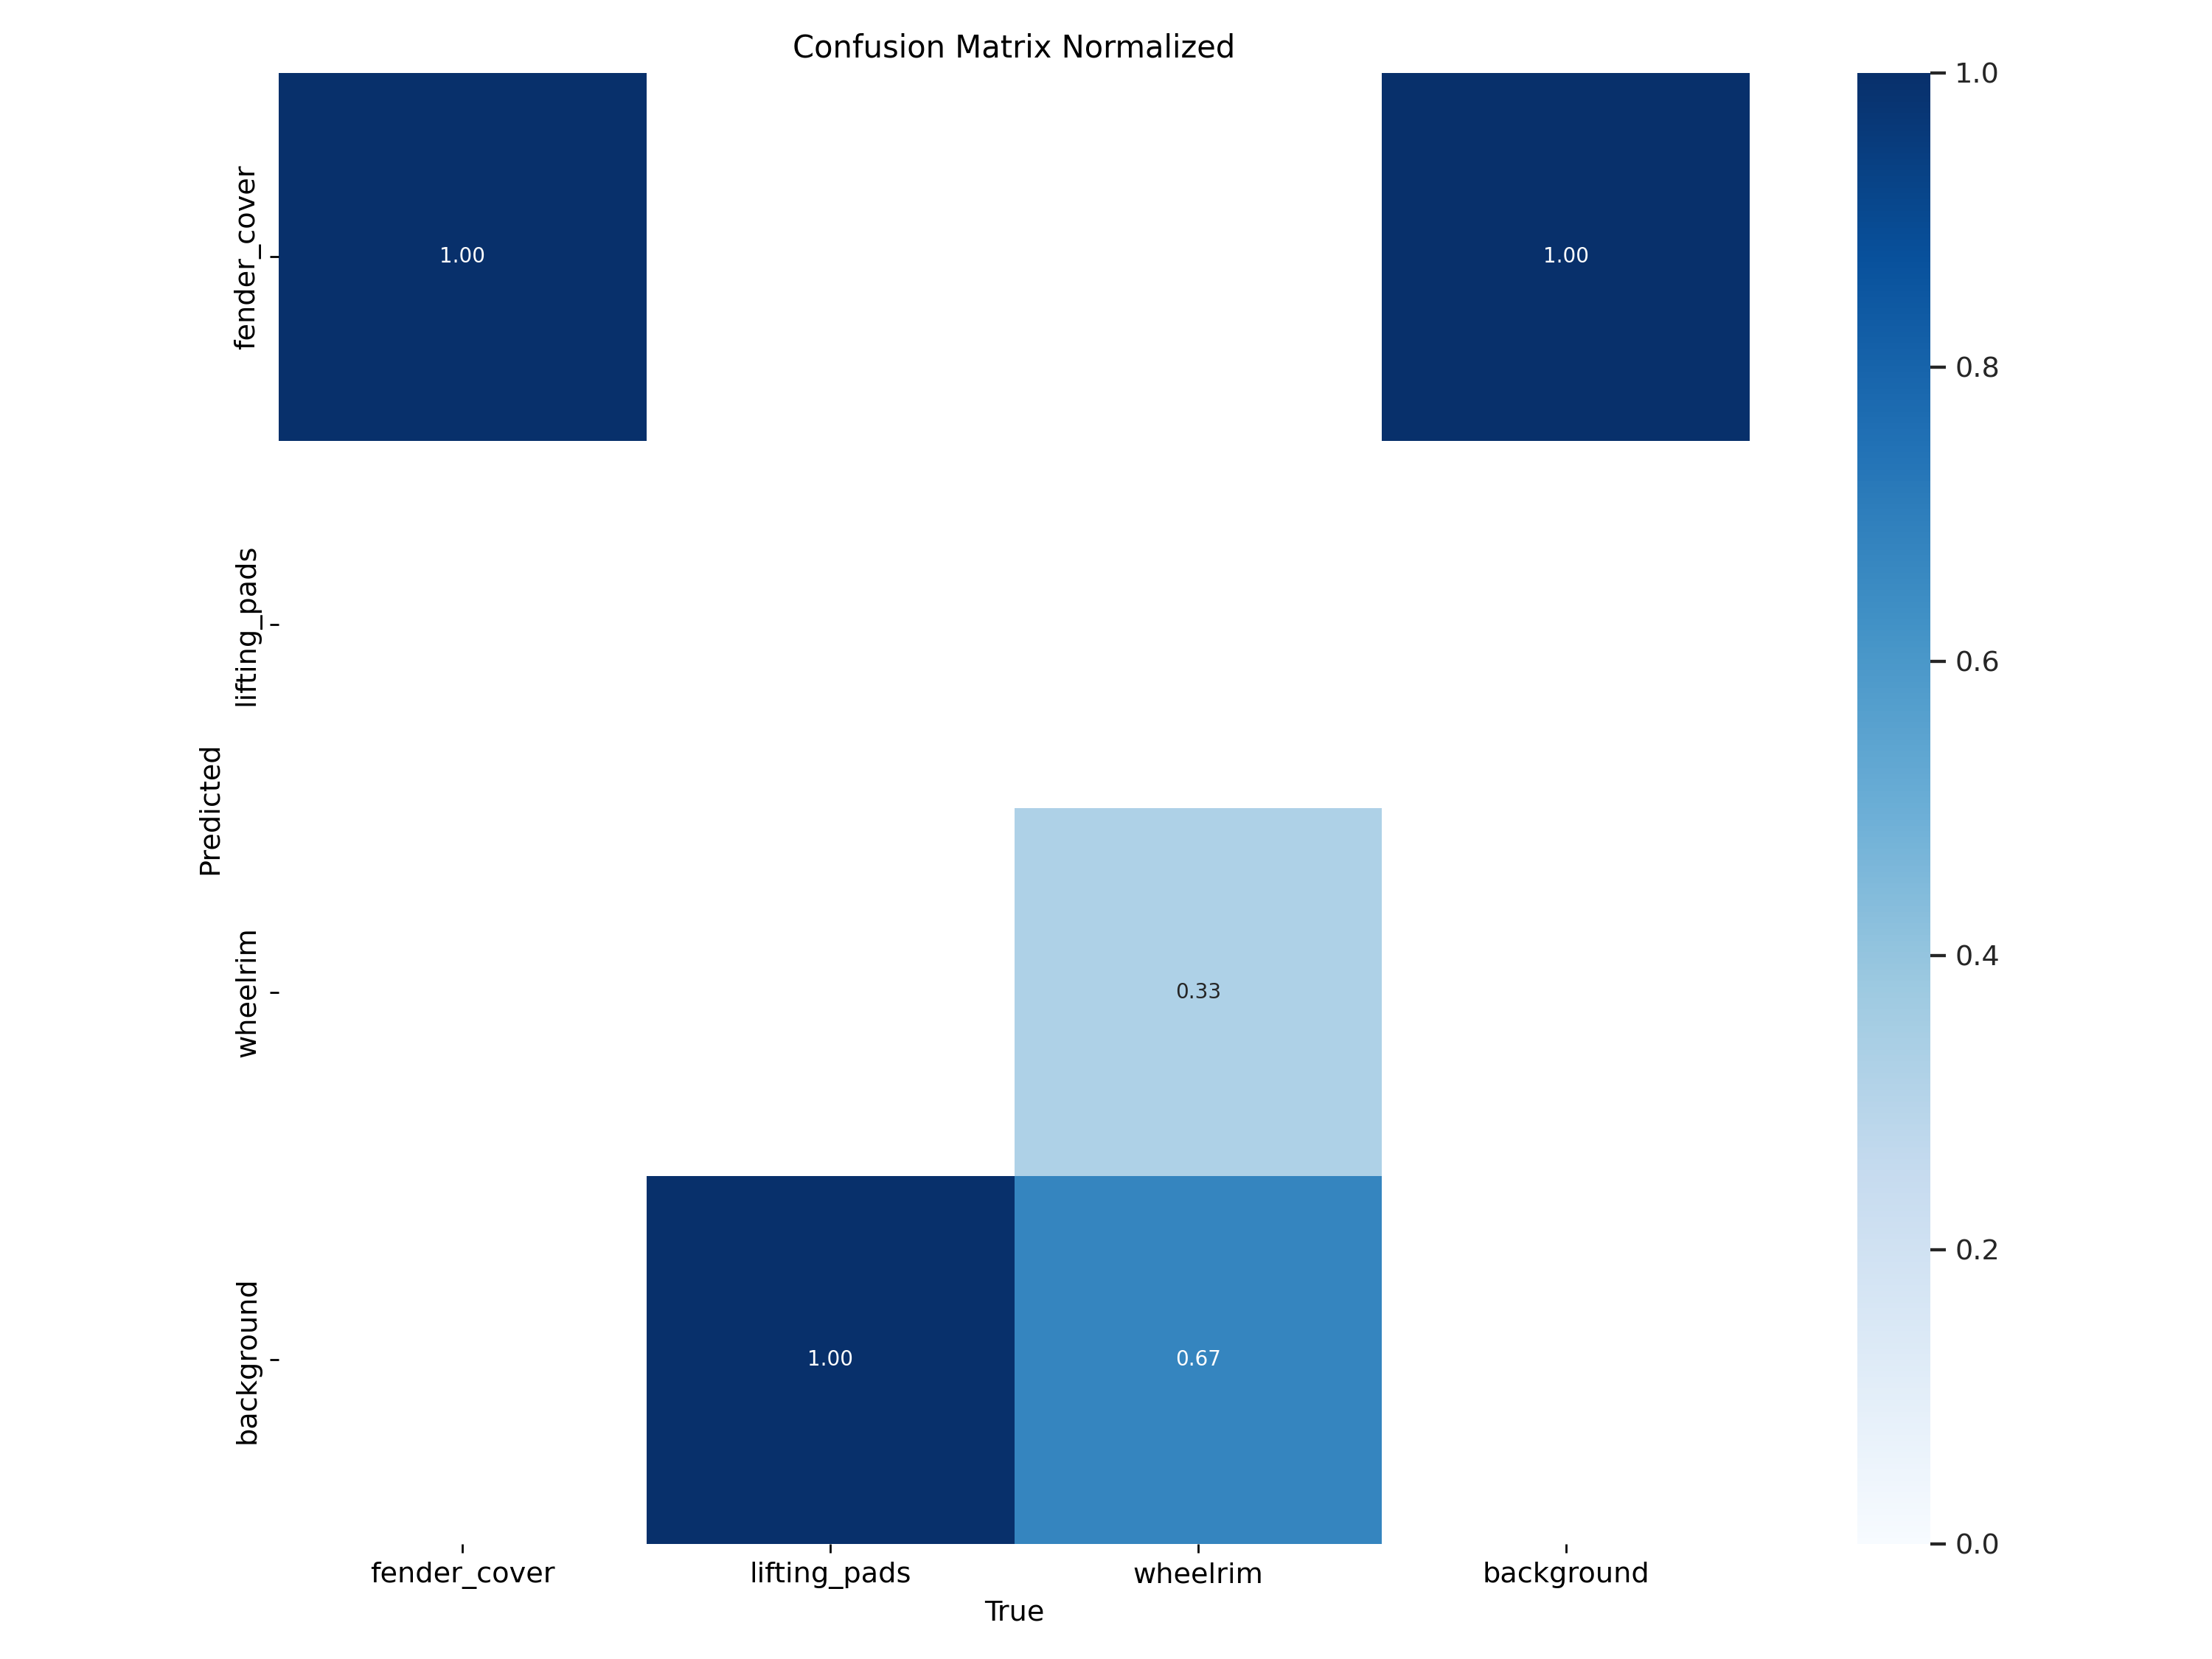 Confusion Matrix Normalized
fender_cover
lifting_pads
wheelrim
background
Predicted
1.00
1.00
0.33
1.00
0.67
fender_cover
lifting_pads
wheelrim
background
True
1.0
0.8
0.6
0.4
0.2
0.0